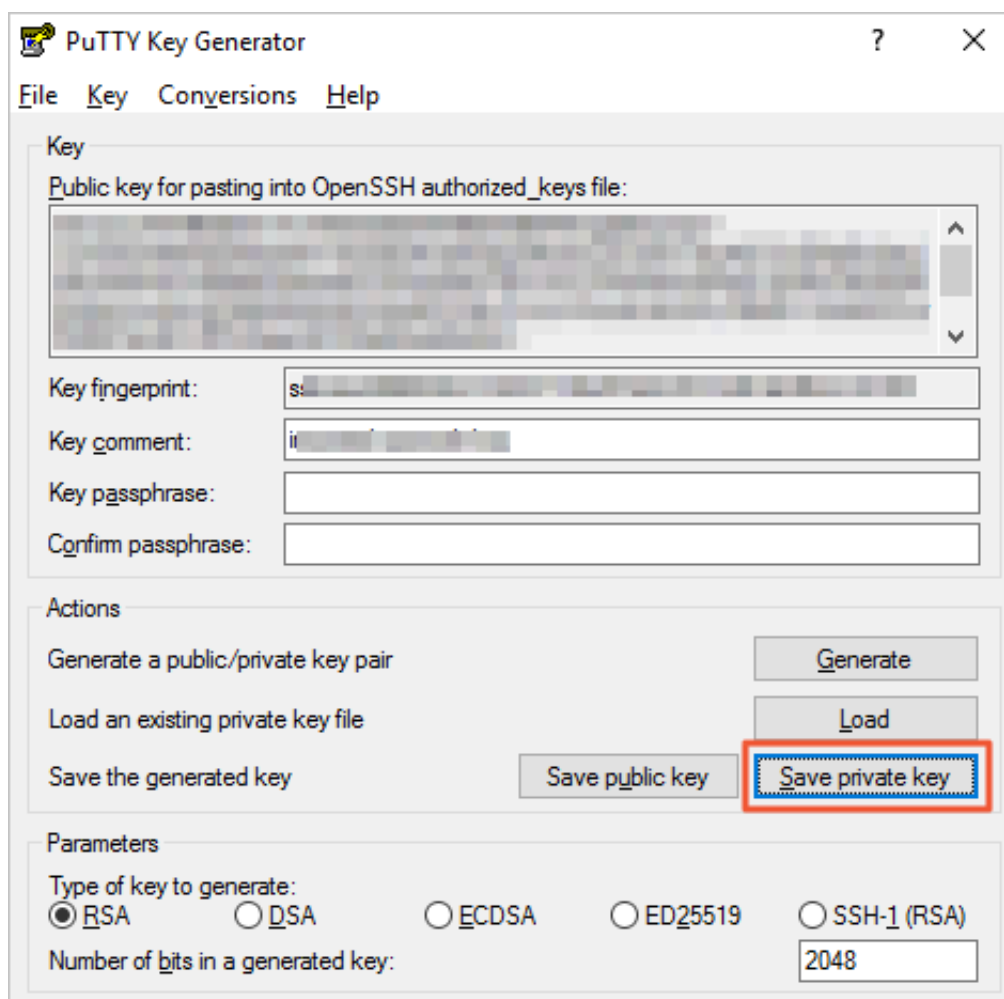 PuTTY Key Generator ? ×
File Key Conversions Help
Key
Public key for pasting into OpenSSH authorized_keys file:
Key fingerprint:
Key comment:
Key passphrase:
Confirm passphrase:
Actions
Generate a public/private key pair Generate
Load an existing private key file Load
Save the generated key Save public key Save private key
Parameters
Type of key to generate:
RSA DSA ECDSA ED25519 SSH-1 (RSA)
Number of bits in a generated key: 2048